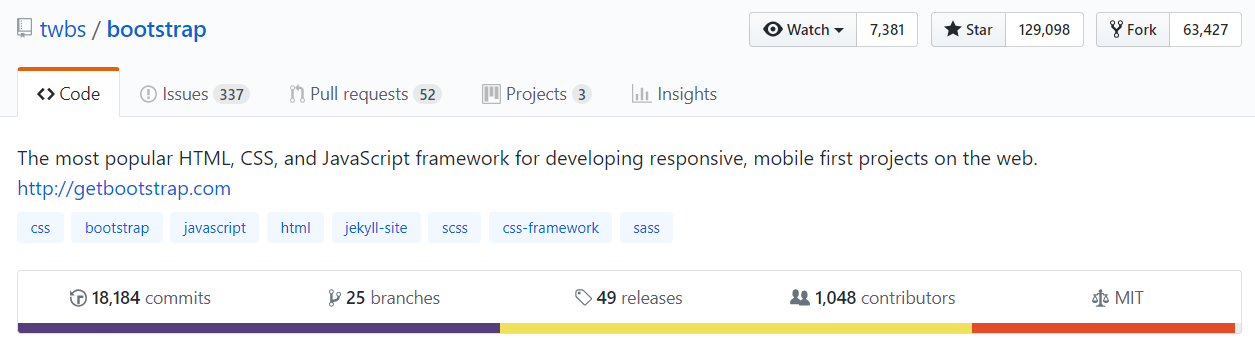 twbs / bootstrap Watch 7,381 Star 129,098 Fork 63,427
Code Issues 337 Pull requests 52 Projects 3 Insights
The most popular HTML, CSS, and JavaScript framework for developing responsive, mobile first projects on the web.
http://getbootstrap.com
css bootstrap javascript html jekyll-site scss css-framework sass
18,184 commits 25 branches 49 releases 1,048 contributors MIT